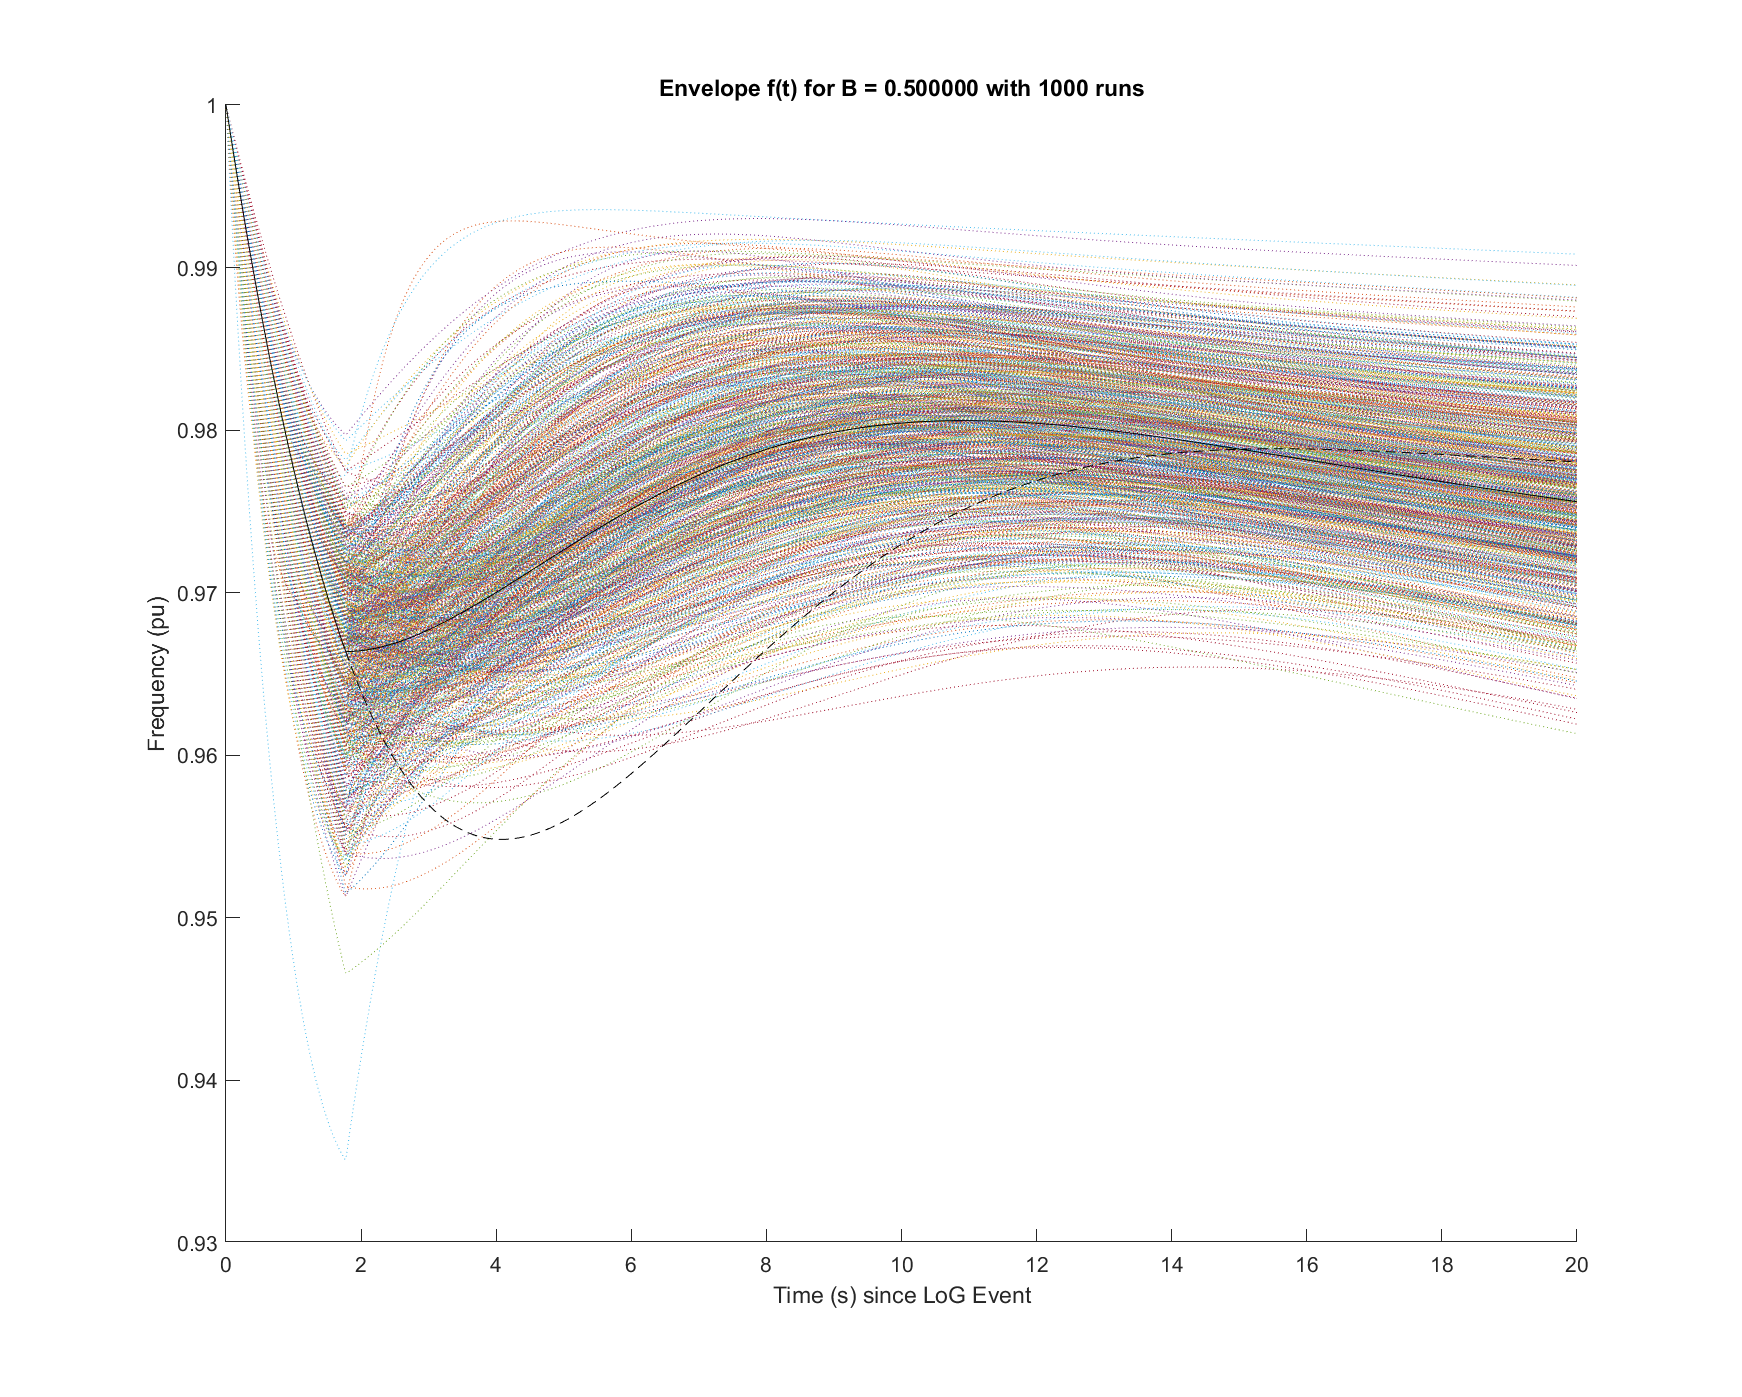 Envelope f(t) for B = 0.500000 with 1000 runs
1
0.99
0.98
0.97
0.96
0.95
0.94
0.93
Frequency (pu)
0 2 4 6 8 10 12 14 16 18 20
Time (s) since LoG Event